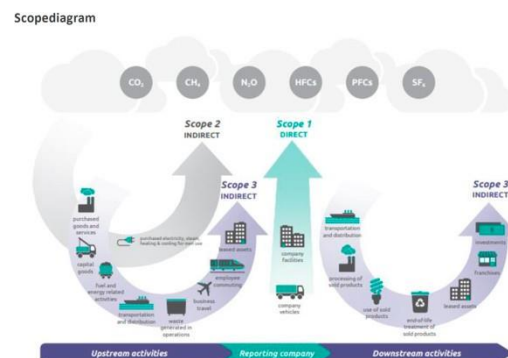 Scopediagram
CO₂
CH₄
N₂O
HFCs
PFCs
SF₆
Scope 2
INDIRECT
Scope 1
DIRECT
Scope 3
INDIRECT
Scope 3
INDIRECT
purchased
goods and
services
capital
goods
fuel and
energy related
activities
transportation
and distribution
waste
generated in
operations
business
travel
employee
commuting
leased assets
purchased electricity, steam,
heating & cooling for own use
company
facilities
company
vehicles
transportation
and distribution
processing of
sold products
use of sold
products
end-of-life
treatment of
sold products
leased assets
franchises
investments
Upstream activities
Reporting company
Downstream activities